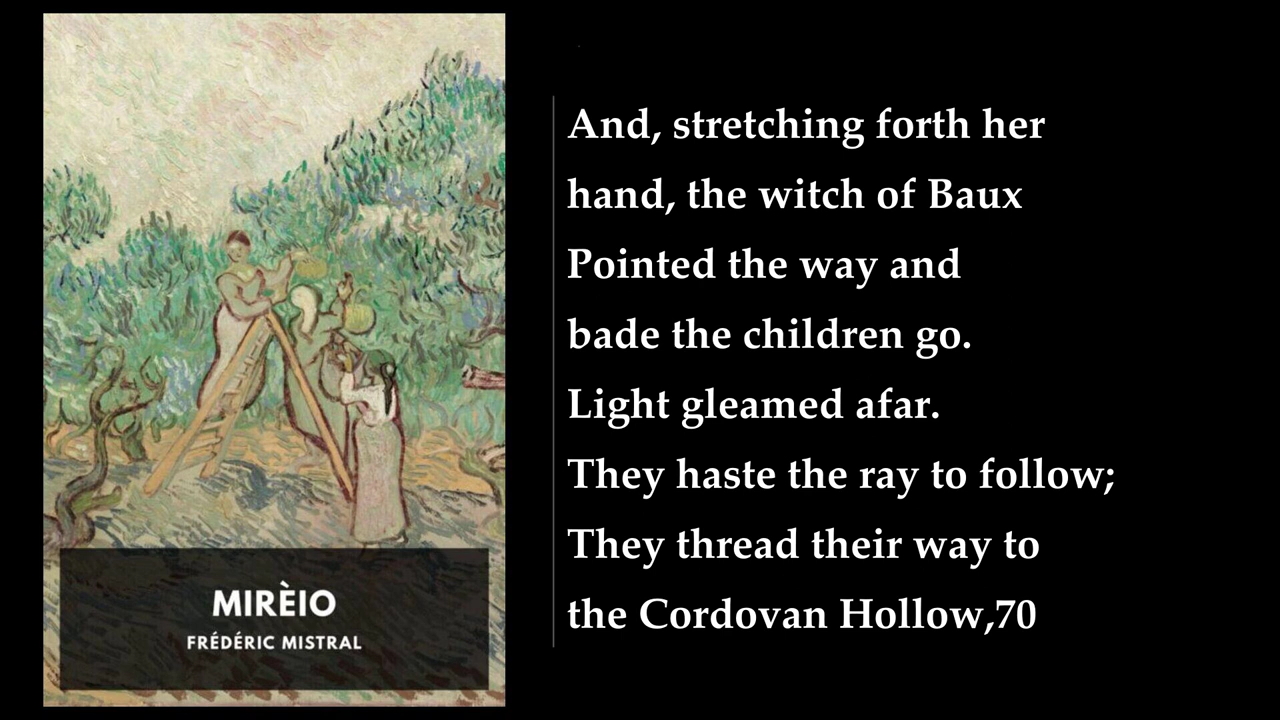 MIRÈIO
FRÉDÉRIC MISTRAL
And, stretching forth her
hand, the witch of Baux
Pointed the way and
bade the children go.
Light gleamed afar.
They haste the ray to follow;
They thread their way to
the Cordovan Hollow,70